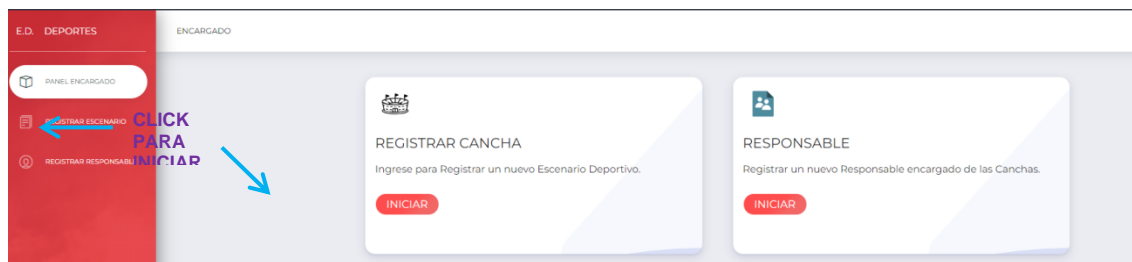 E.D. DEPORTES
ENCARGADO
PANEL ENCARGADO
REGISTRAR ESCENARIO
REGISTRAR RESPONSABL
CLICK
PARA
INICIAR
REGISTRAR CANCHA
Ingrese para Registrar un nuevo Escenario Deportivo.
INICIAR
RESPONSABLE
Registrar un nuevo Responsable encargado de las Canchas.
INICIAR